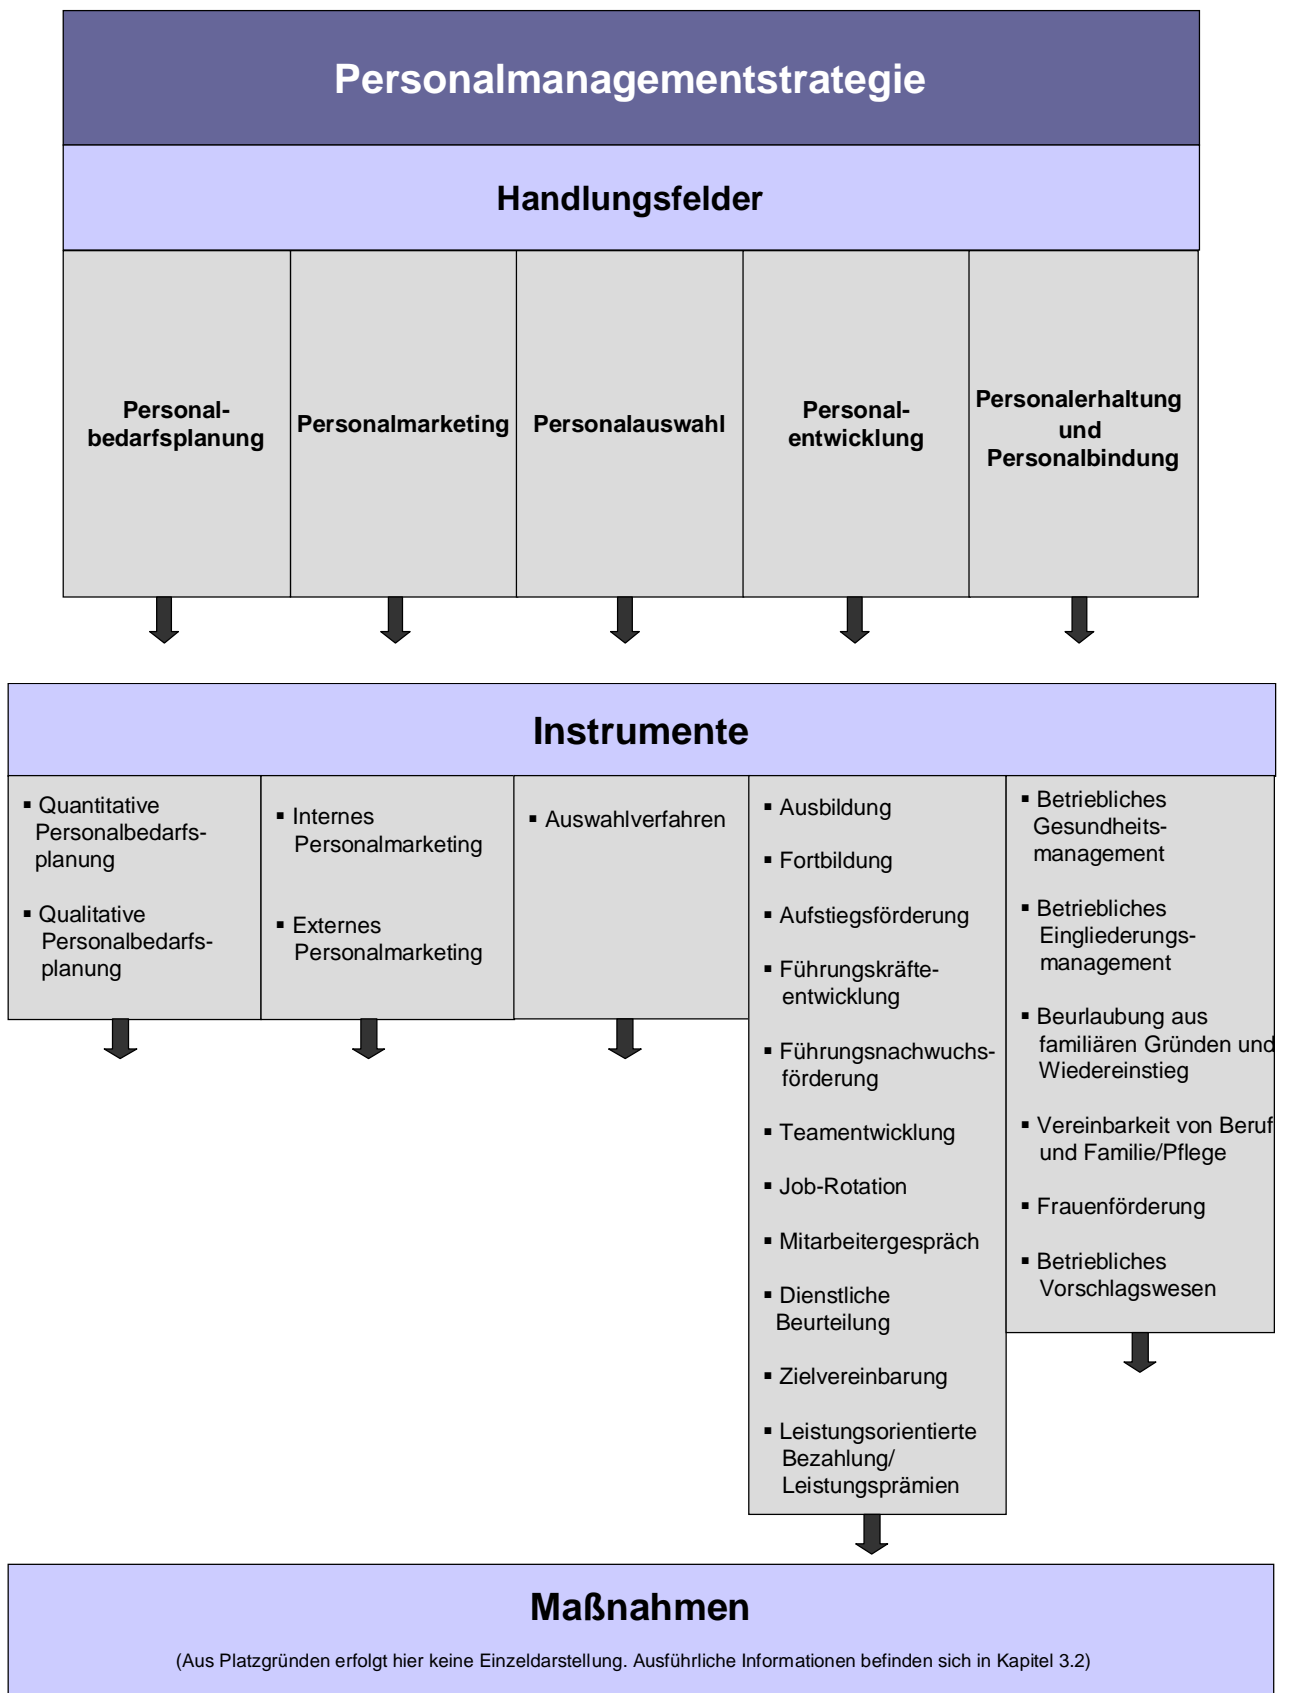 Personalmanagementstrategie
Handlungsfelder
Personal-
bedarfsplanung
Personalmarketing
Personalauswahl
Personal-
entwicklung
Personalerhaltung
und
Personalbindung
Instrumente
▪ Quantitative
Personalbedarfs-
planung
▪ Qualitative
Personalbedarfs-
planung
▪ Internes
Personalmarketing
▪ Externes
Personalmarketing
▪ Auswahlverfahren
▪ Ausbildung
▪ Fortbildung
▪ Aufstiegsförderung
▪ Führungskräfte-
entwicklung
▪ Führungsnachwuchs-
förderung
▪ Teamentwicklung
▪ Job-Rotation
▪ Mitarbeitergespräch
▪ Dienstliche
Beurteilung
▪ Zielvereinbarung
▪ Leistungsorientierte
Bezahlung/
Leistungsprämien
▪ Betriebliches
Gesundheits-
management
▪ Betriebliches
Eingliederungs-
management
▪ Beurlaubung aus
familiären Gründen und
Wiedereinstieg
▪ Vereinbarkeit von Beruf
und Familie/Pflege
▪ Frauenförderung
▪ Betriebliches
Vorschlagswesen
Maßnahmen
(Aus Platzgründen erfolgt hier keine Einzeldarstellung. Ausführliche Informationen befinden sich in Kapitel 3.2)